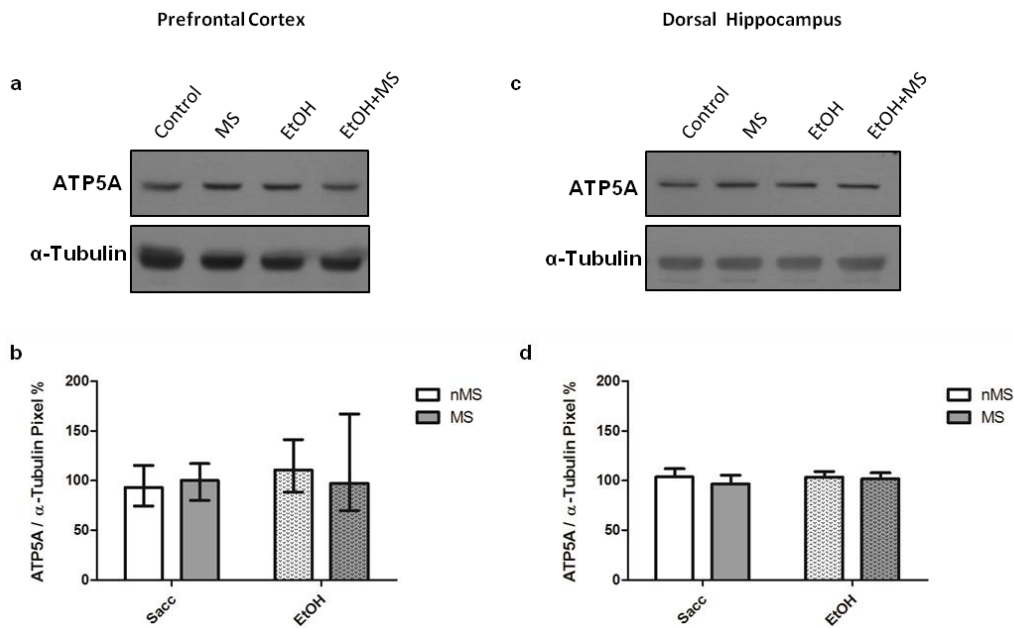 Prefrontal Cortex
Dorsal Hippocampus
a
Control
MS
EtOH
EtOH+MS
ATP5A
α-Tubulin
c
Control
MS
EtOH
EtOH+MS
ATP5A
α-Tubulin
b
ATP5A / α-Tubulin Pixel %
200
150
100
50
0
Sacc
EtOH
nMS
MS
d
ATP5A / α-Tubulin Pixel %
200
150
100
50
0
Sacc
EtOH
nMS
MS